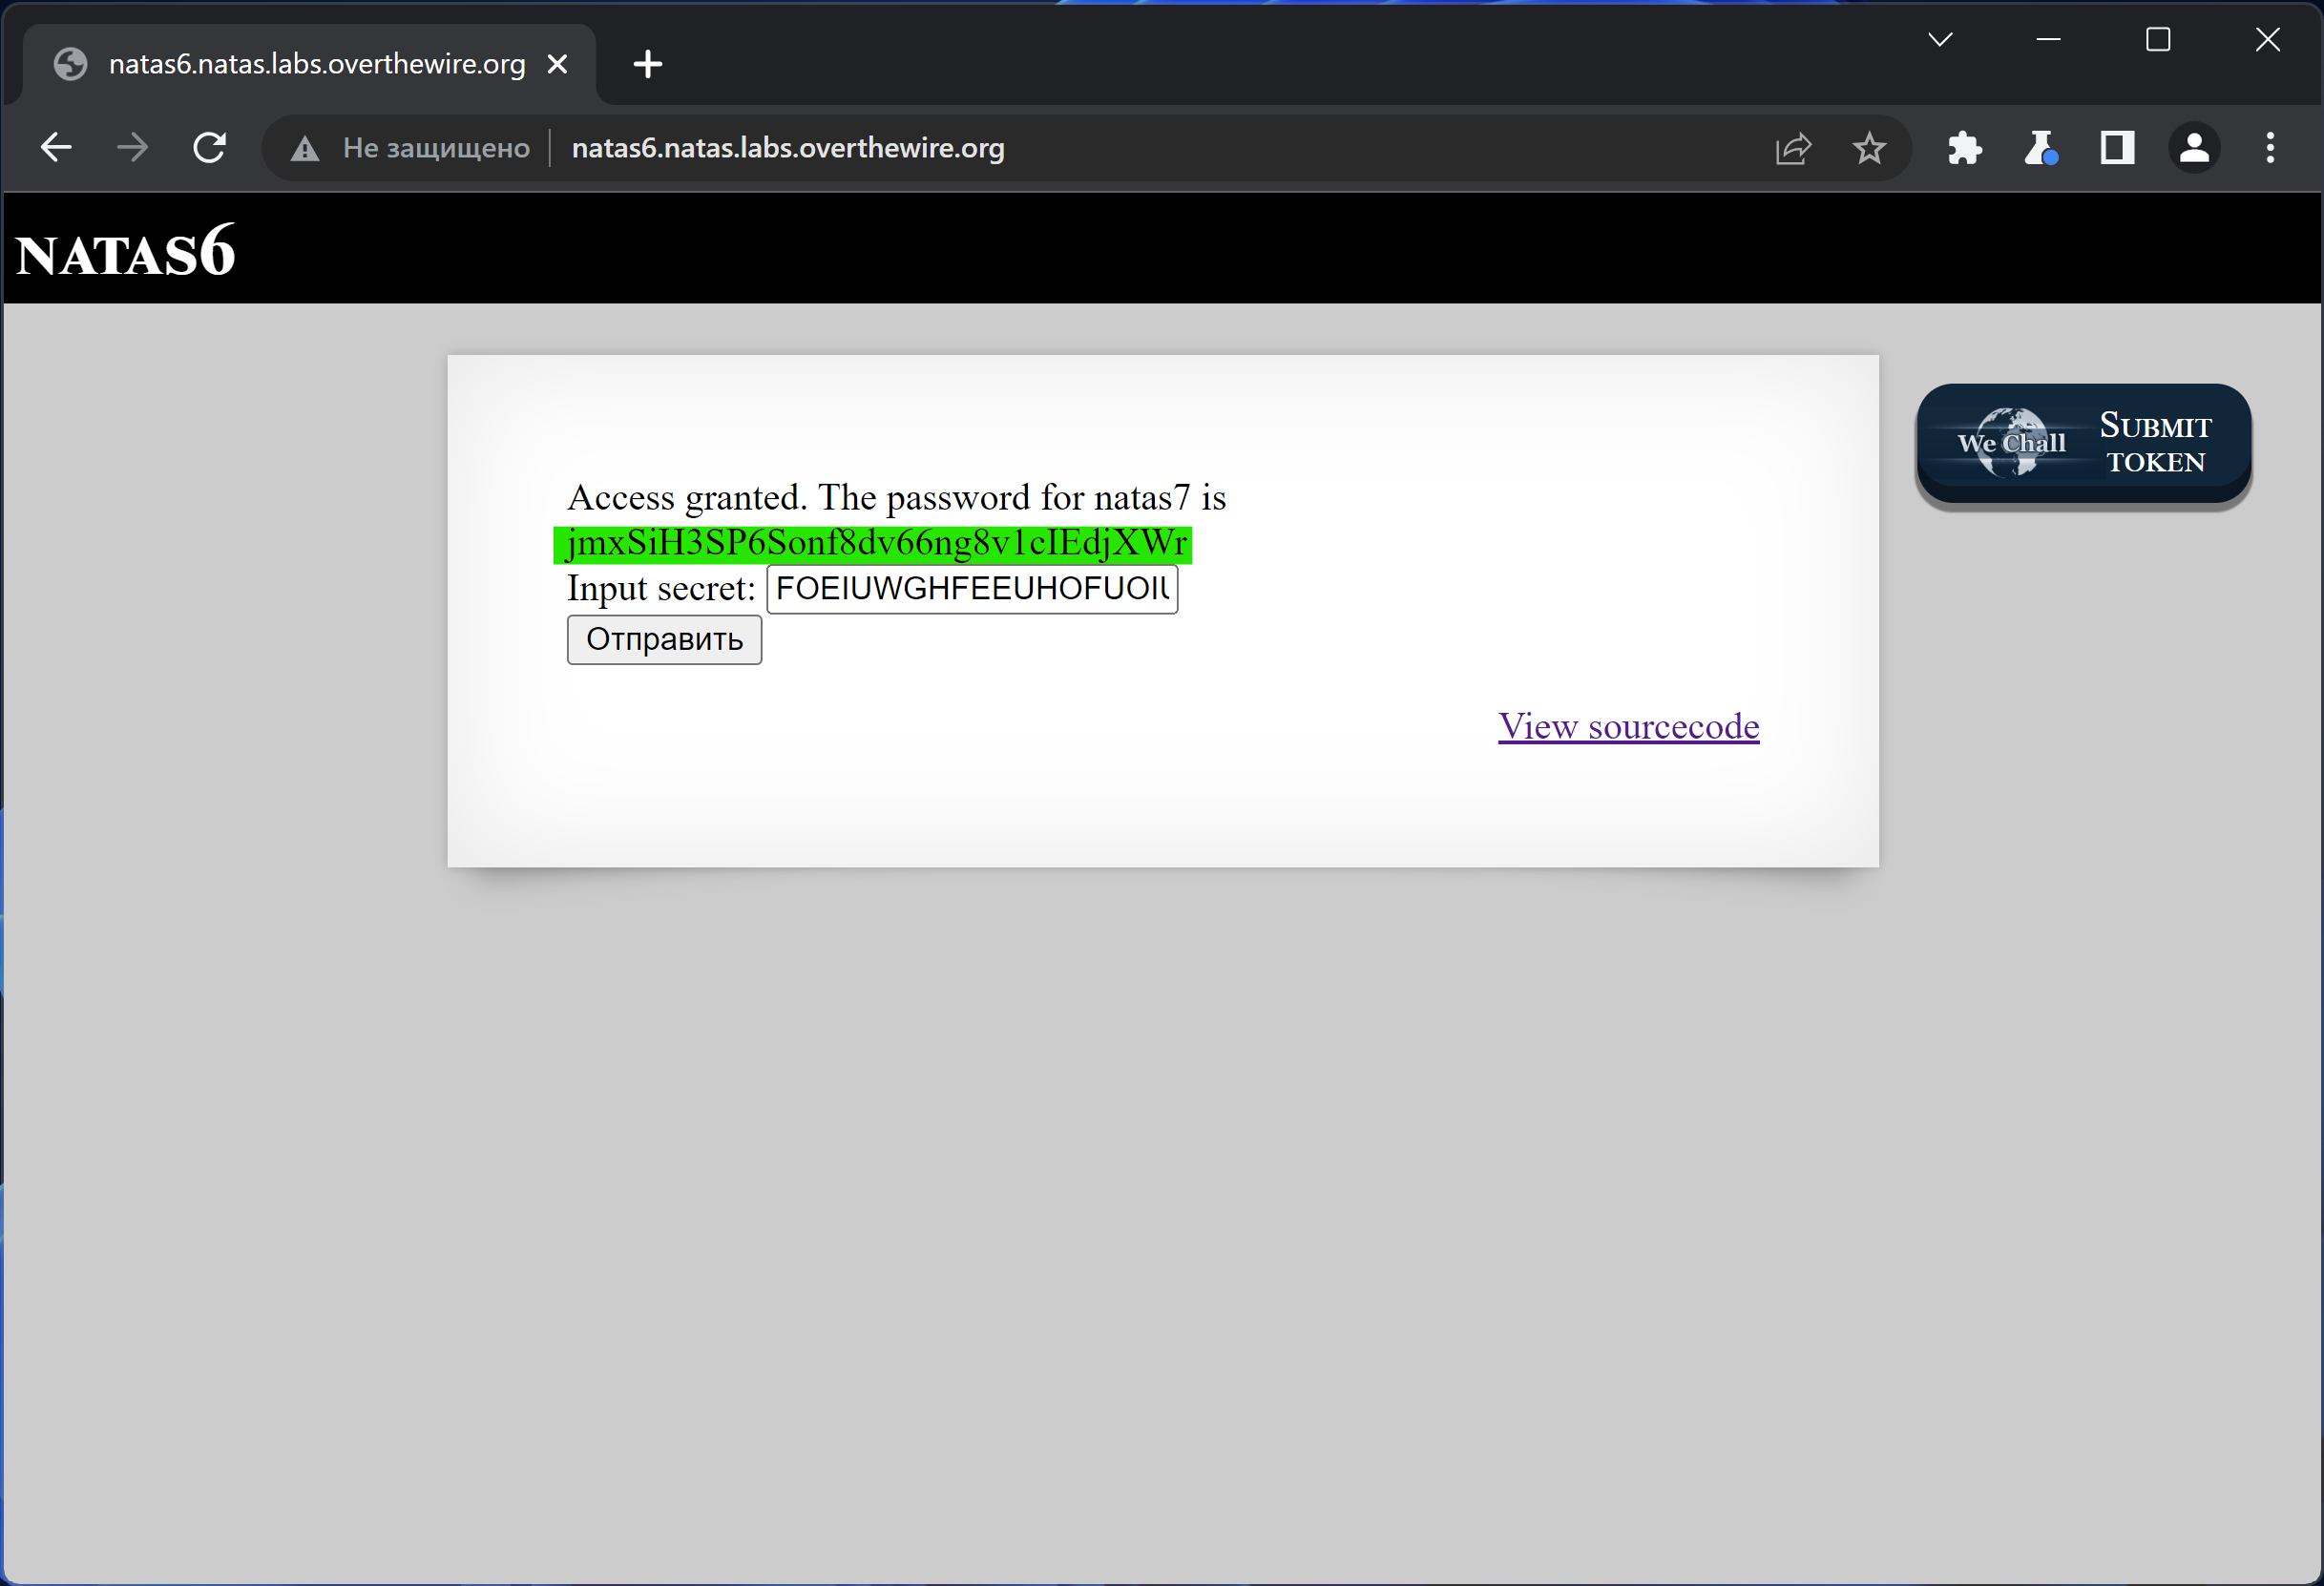 natas6.natas.labs.overthewire.org
Не защищено natas6.natas.labs.overthewire.org
NATAS6
We Chall SUBMIT TOKEN
Access granted. The password for natas7 is
jmxSiH3SP6Sonf8dv66ng8v1cIEdjXWr
Input secret: FOEIUWGHFEEUHOFUOIU
Отправить
View sourcecode